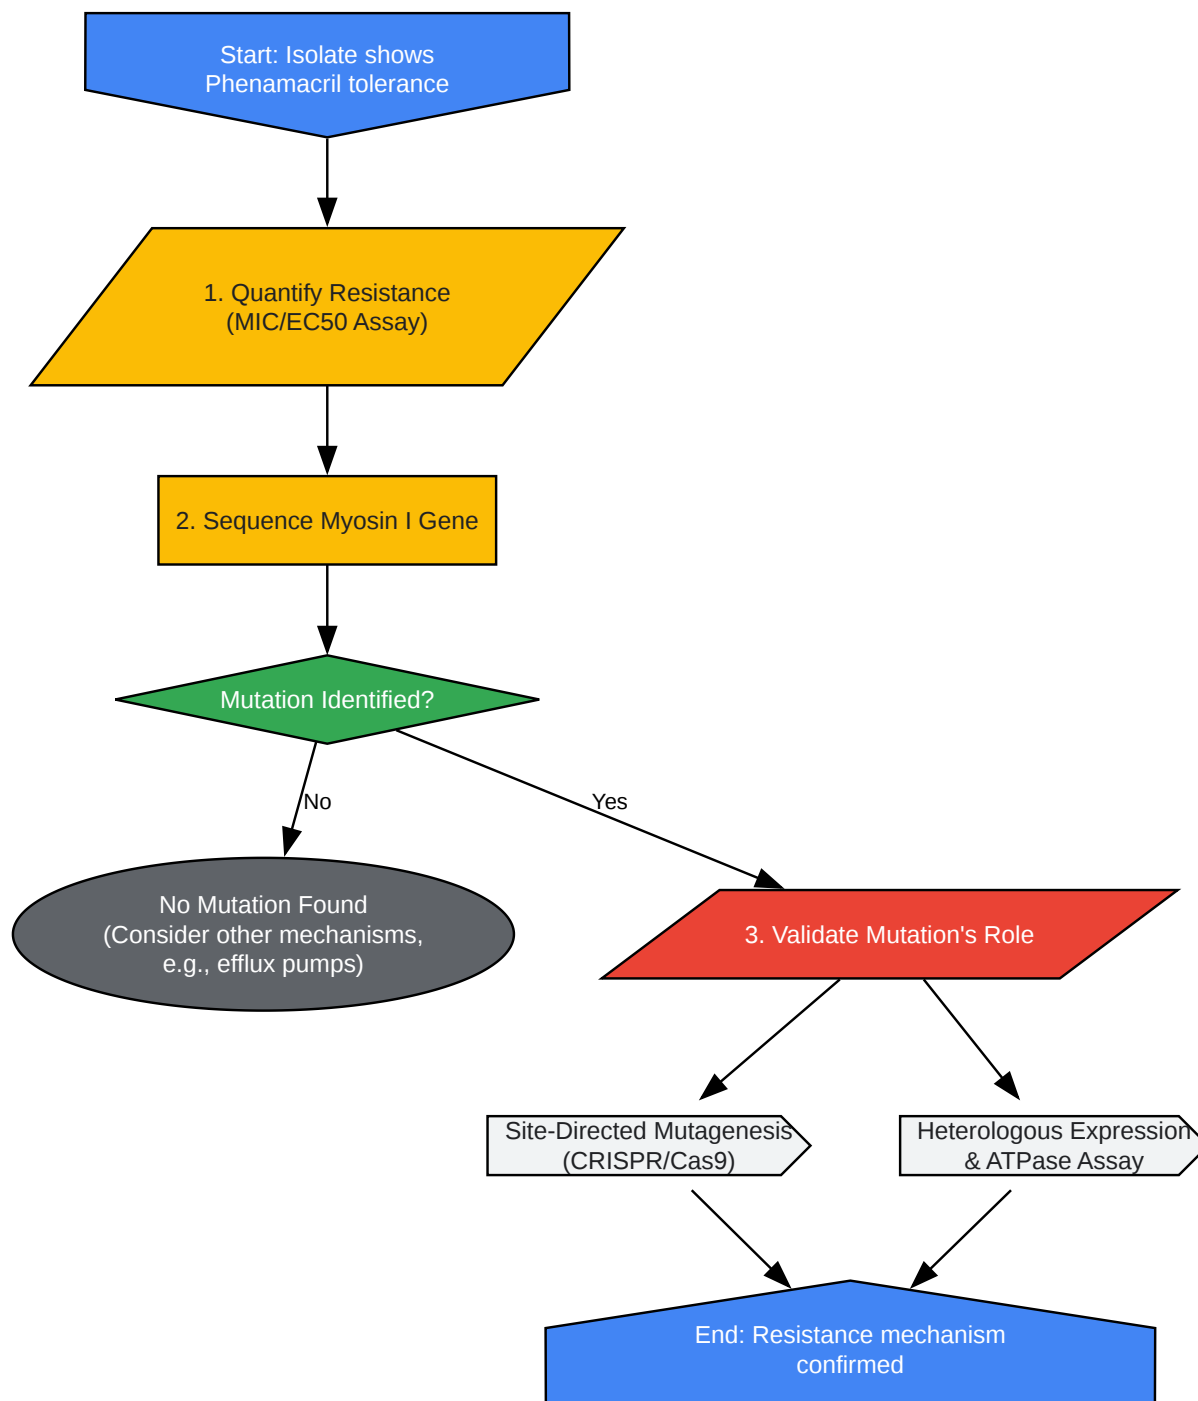 Start: Isolate shows
Phenamacril tolerance
1. Quantify Resistance
(MIC/EC50 Assay)
2. Sequence Myosin I Gene
Mutation Identified?
No
Yes
No Mutation Found
(Consider other mechanisms,
e.g., efflux pumps)
3. Validate Mutation's Role
Site-Directed Mutagenesis
(CRISPR/Cas9)
Heterologous Expression
& ATPase Assay
End: Resistance mechanism
confirmed